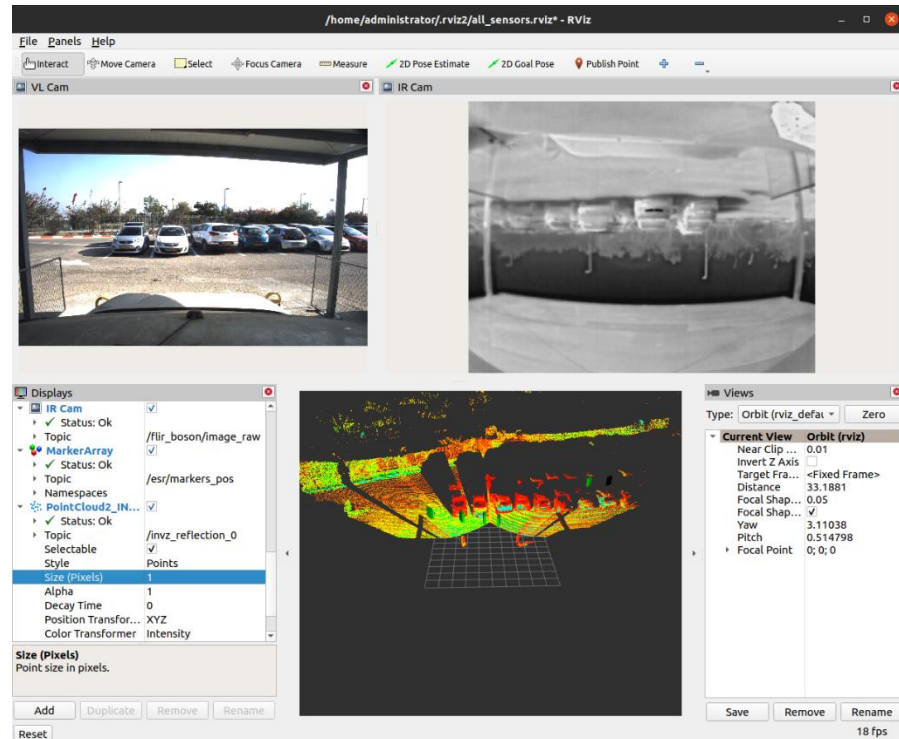 /home/administrator/.rviz2/all_sensors.rviz* - RViz
File Panels Help
Interact Move Camera Select Focus Camera Measure 2D Pose Estimate 2D Goal Pose Publish Point
VL Cam
IR Cam
Displays
IR Cam
Status: Ok
Topic /flir_boson/image_raw
MarkerArray
Status: Ok
Topic /esr/markers_pos
Namespaces
PointCloud2_IN...
Status: Ok
Topic /invz_reflection_0
Selectable
Style Points
Size (Pixels) 1
Alpha 1
Decay Time 0
Position Transfor... XYZ
Color Transformer Intensity
Size (Pixels)
Point size in pixels.
Add Duplicate Remove Rename
Reset
Views
Type: Orbit (rviz_defau Zero
Current View Orbit (rviz)
Near Clip ... 0.01
Invert Z Axis
Target Fra... <Fixed Frame>
Distance 33.1881
Focal Shap... 0.05
Focal Shap...
Yaw 3.11038
Pitch 0.514798
Focal Point 0; 0; 0
Save Remove Rename
18 fps